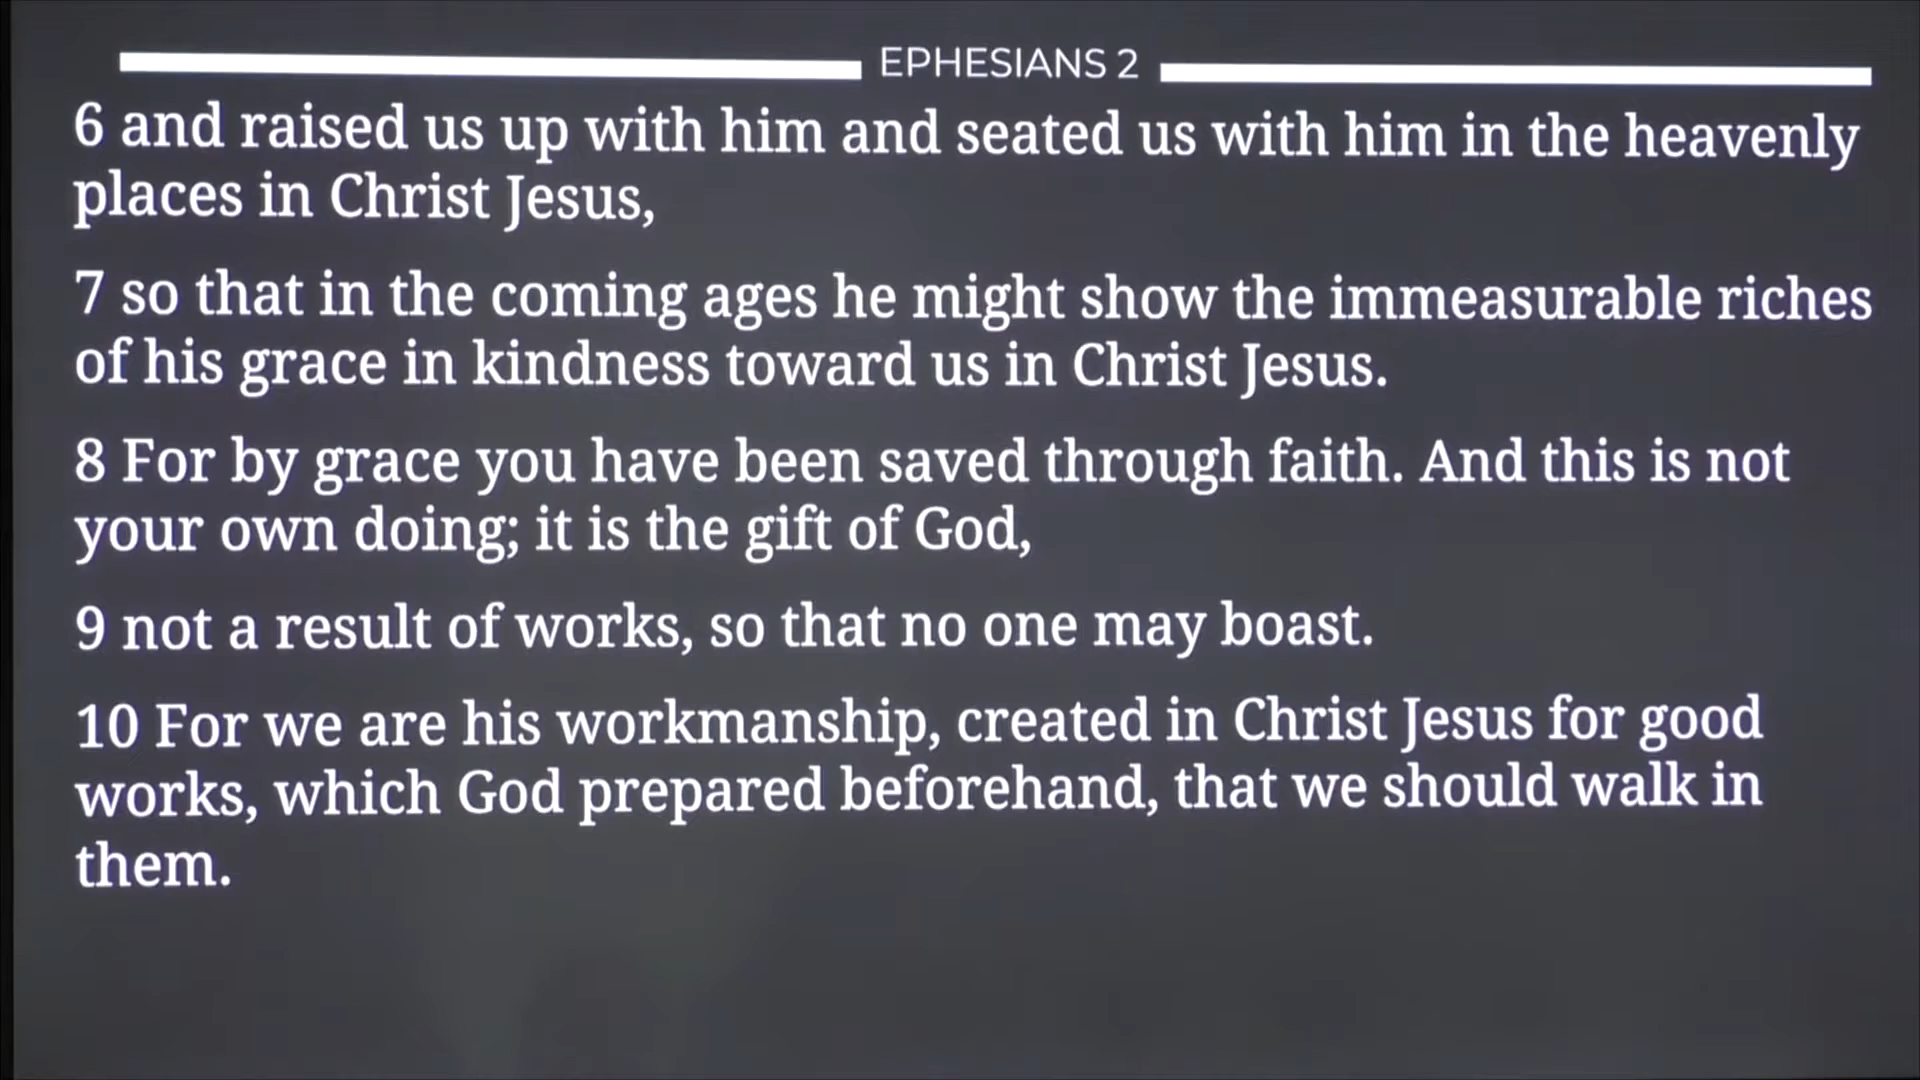 EPHESIANS 2
6 and raised us up with him and seated us with him in the heavenly
places in Christ Jesus,
7 so that in the coming ages he might show the immeasurable riches
of his grace in kindness toward us in Christ Jesus.
8 For by grace you have been saved through faith. And this is not
your own doing; it is the gift of God,
9 not a result of works, so that no one may boast.
10 For we are his workmanship, created in Christ Jesus for good
works, which God prepared beforehand, that we should walk in
them.